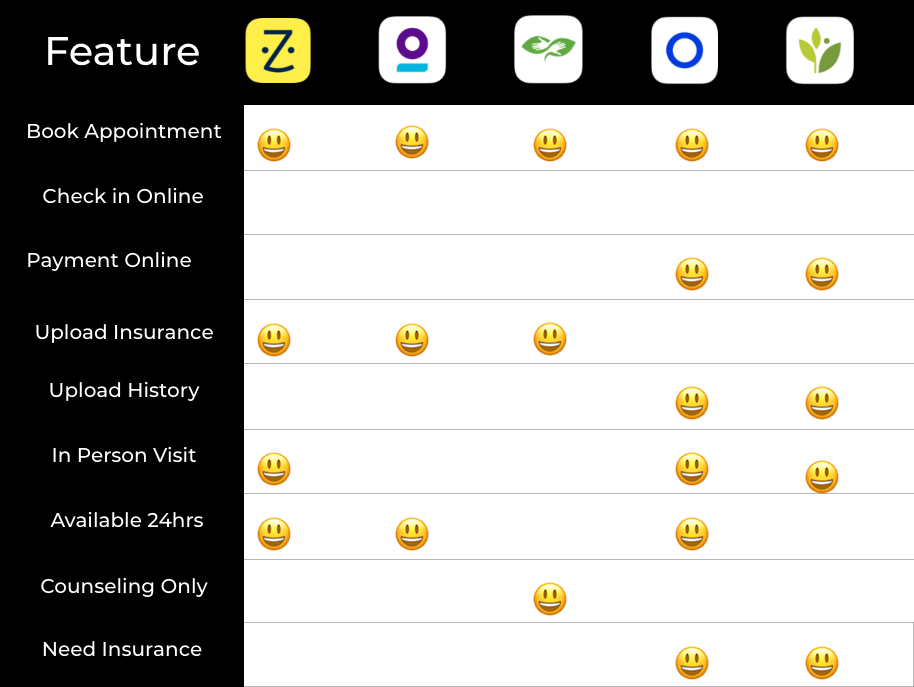 Feature
Book Appointment
Check in Online
Payment Online
Upload Insurance
Upload History
In Person Visit
Available 24hrs
Counseling Only
Need Insurance